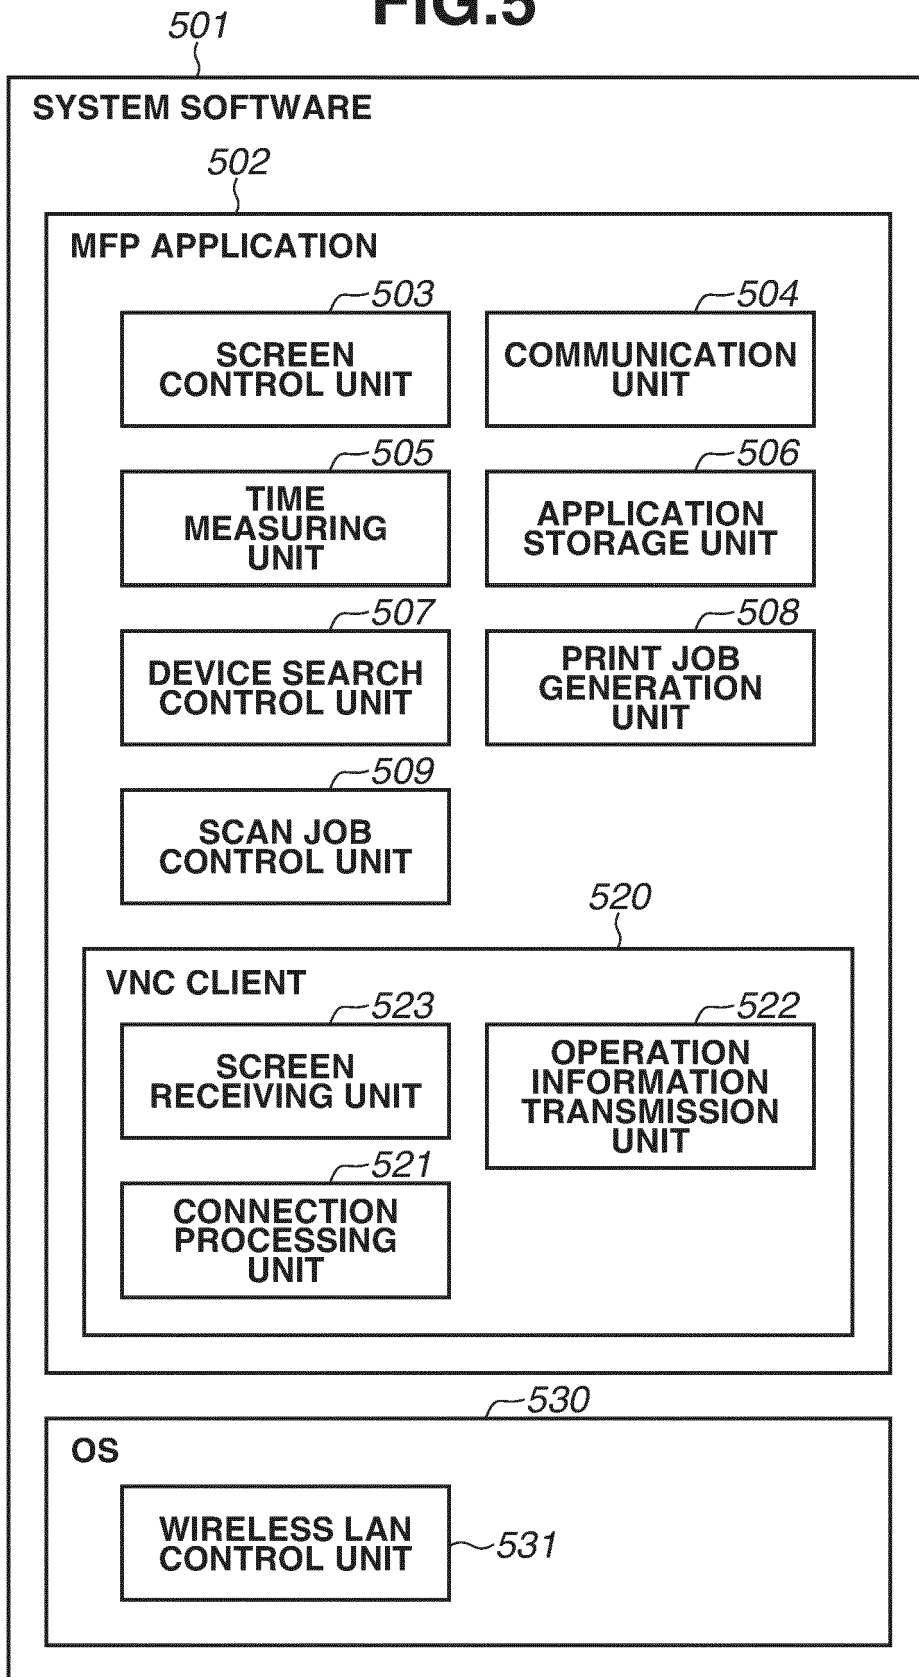 FIG.5
501
SYSTEM SOFTWARE
502
MFP APPLICATION
503
SCREEN
CONTROL UNIT
504
COMMUNICATION
UNIT
505
TIME
MEASURING
UNIT
506
APPLICATION
STORAGE UNIT
507
DEVICE SEARCH
CONTROL UNIT
508
PRINT JOB
GENERATION
UNIT
509
SCAN JOB
CONTROL UNIT
520
VNC CLIENT
523
SCREEN
RECEIVING UNIT
522
OPERATION
INFORMATION
TRANSMISSION
UNIT
521
CONNECTION
PROCESSING
UNIT
530
OS
WIRELESS LAN
CONTROL UNIT
531